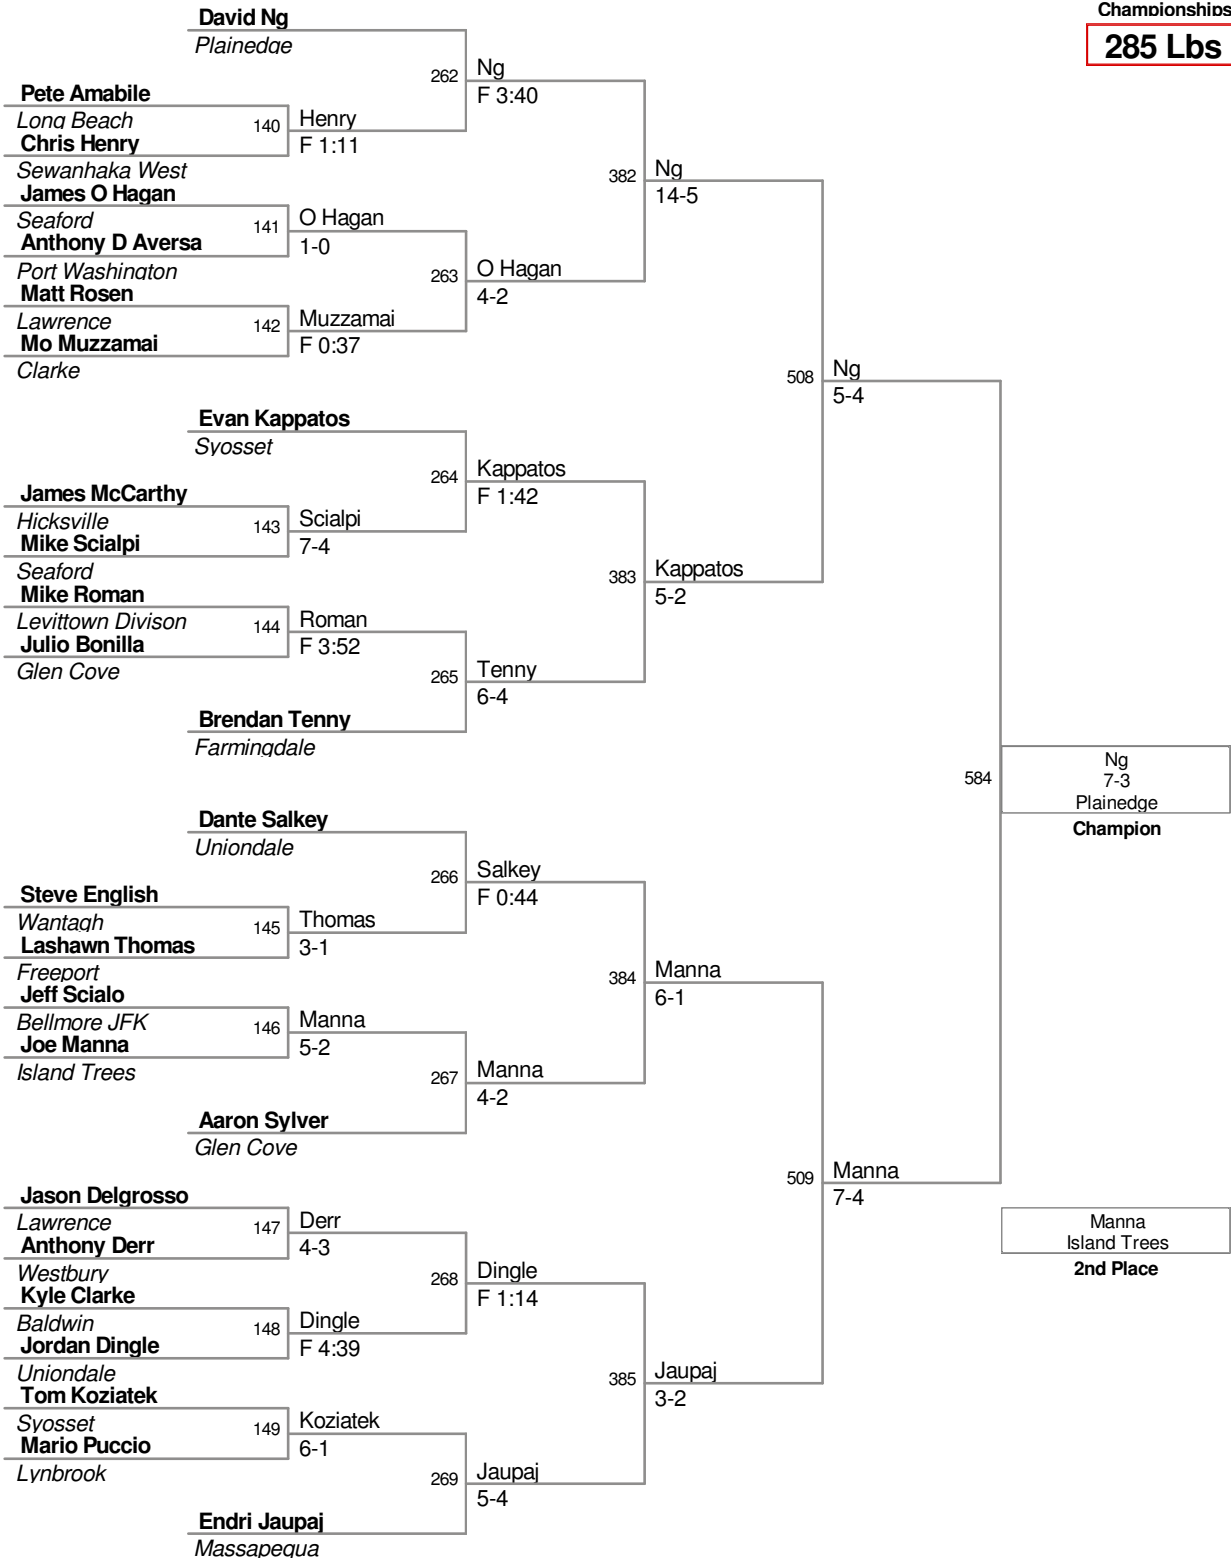 Championships
285 Lbs
David Ng
Plainedge
262
Ng
F 3:40
Pete Amabile
Long Beach
140
Henry
F 1:11
Chris Henry
Sewanhaka West
382
Ng
14-5
James O Hagan
Seaford
141
O Hagan
1-0
Anthony D Aversa
Port Washington
263
O Hagan
4-2
Matt Rosen
Lawrence
142
Muzzamai
F 0:37
Mo Muzzamai
Clarke
508
Ng
5-4
Evan Kappatos
Syosset
264
Kappatos
F 1:42
James McCarthy
Hicksville
143
Scialpi
7-4
Mike Scialpi
Seaford
383
Kappatos
5-2
Mike Roman
Levittown Divison
144
Roman
F 3:52
Julio Bonilla
Glen Cove
265
Tenny
6-4
Brendan Tenny
Farmingdale
584
Ng
7-3
Plainedge
Champion
Dante Salkey
Uniondale
266
Salkey
F 0:44
Steve English
Wantagh
145
Thomas
3-1
Lashawn Thomas
Freeport
384
Manna
6-1
Jeff Scialo
Bellmore JFK
146
Manna
5-2
Joe Manna
Island Trees
267
Manna
4-2
Aaron Sylver
Glen Cove
509
Manna
7-4
Jason Delgrosso
Lawrence
147
Derr
4-3
Anthony Derr
Westbury
268
Dingle
F 1:14
Manna
Island Trees
2nd Place
Kyle Clarke
Baldwin
148
Dingle
F 4:39
Jordan Dingle
Uniondale
385
Jaupaj
3-2
Tom Koziatek
Syosset
149
Koziatek
6-1
Mario Puccio
Lynbrook
269
Jaupaj
5-4
Endri Jaupaj
Massapequa